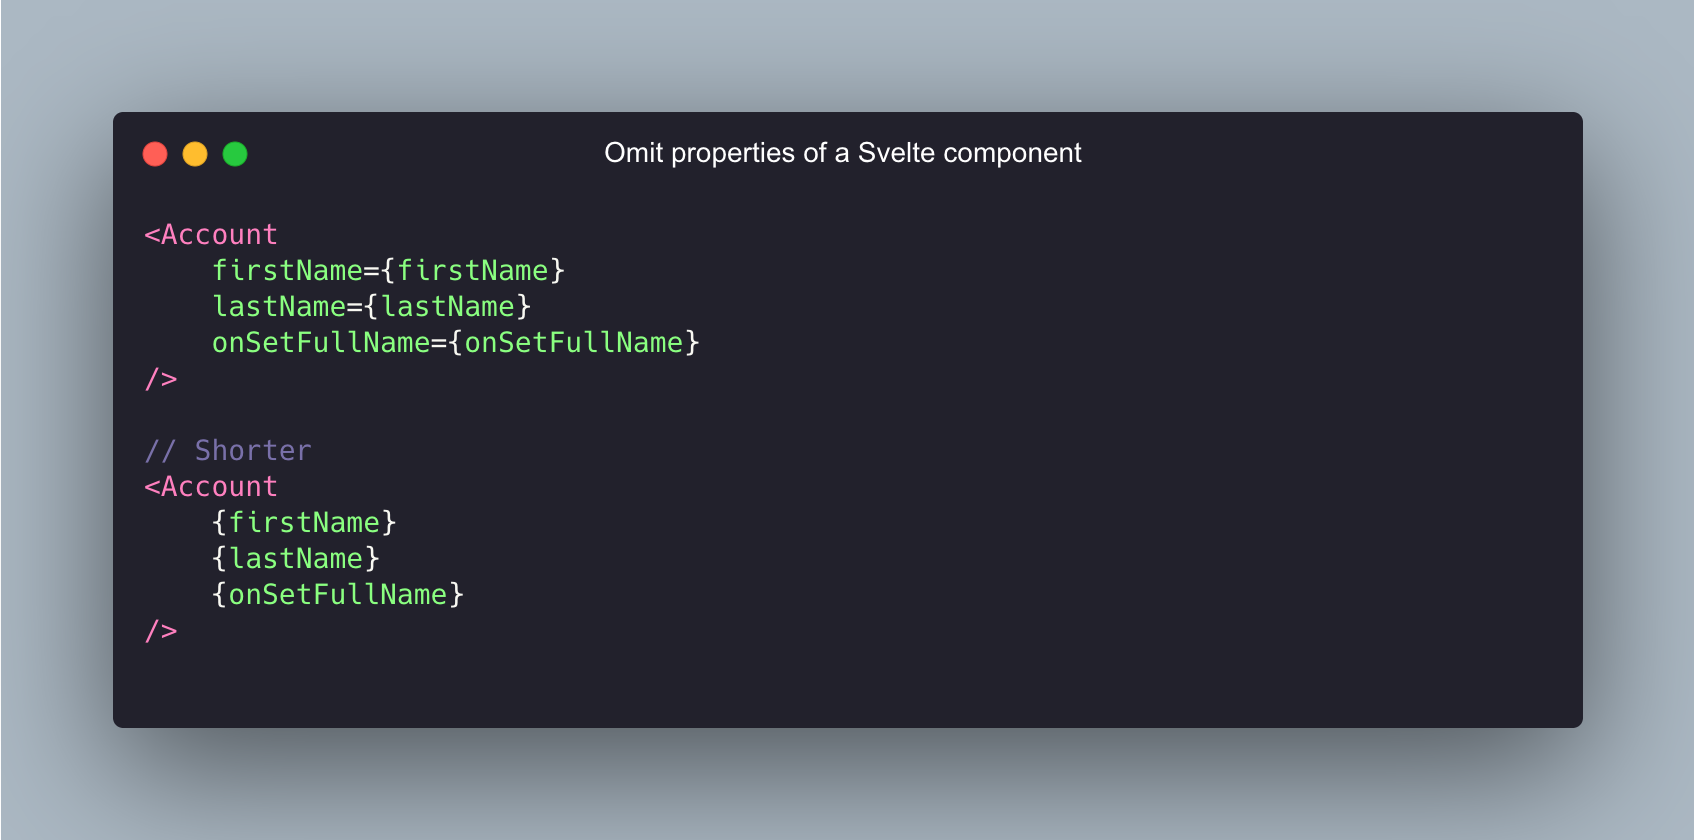 Omit properties of a Svelte component
<Account
    firstName={firstName}
    lastName={lastName}
    onSetFullName={onSetFullName}
/>
// Shorter
<Account
    {firstName}
    {lastName}
    {onSetFullName}
/>